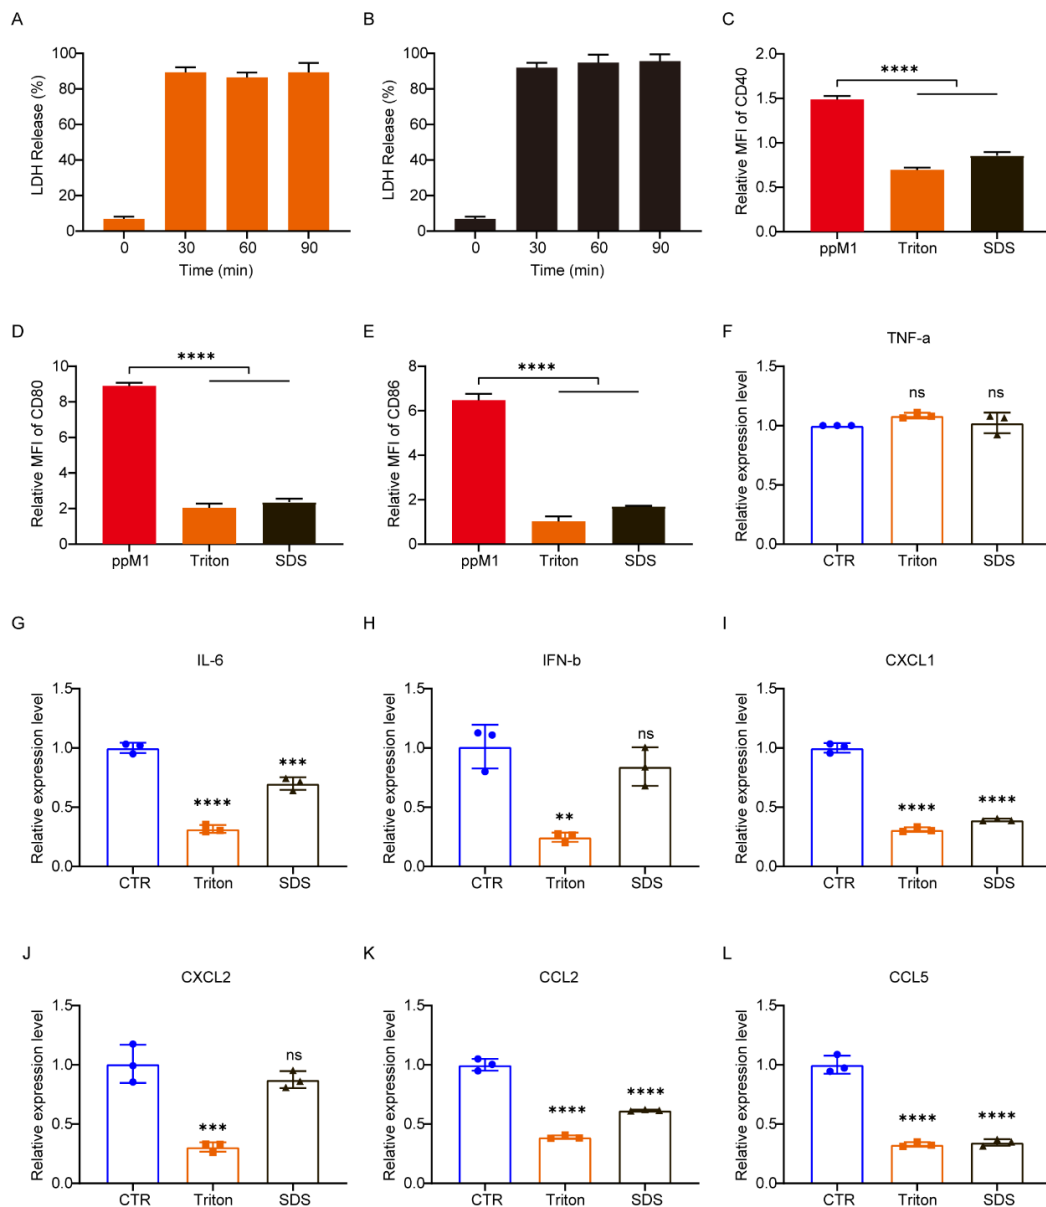 A
LDH Release (%)
100
80
60
40
20
0
0 30 60 90
Time (min)
B
LDH Release (%)
100
80
60
40
20
0
0 30 60 90
Time (min)
C
Relative MFI of CD40
2.0
1.5
1.0
0.5
0.0
****
ppM1 Triton SDS
D
Relative MFI of CD80
10
8
6
4
2
0
****
ppM1 Triton SDS
E
Relative MFI of CD86
8
6
4
2
0
****
ppM1 Triton SDS
F
TNF-a
Relative expression level
1.5
1.0
0.5
0.0
ns ns
CTR Triton SDS
G
IL-6
Relative expression level
1.5
1.0
0.5
0.0
**** ***
CTR Triton SDS
H
IFN-b
Relative expression level
1.5
1.0
0.5
0.0
** ns
CTR Triton SDS
I
CXCL1
Relative expression level
1.5
1.0
0.5
0.0
**** ****
CTR Triton SDS
J
CXCL2
Relative expression level
1.5
1.0
0.5
0.0
*** ns
CTR Triton SDS
K
CCL2
Relative expression level
1.5
1.0
0.5
0.0
**** ****
CTR Triton SDS
L
CCL5
Relative expression level
1.5
1.0
0.5
0.0
**** ****
CTR Triton SDS